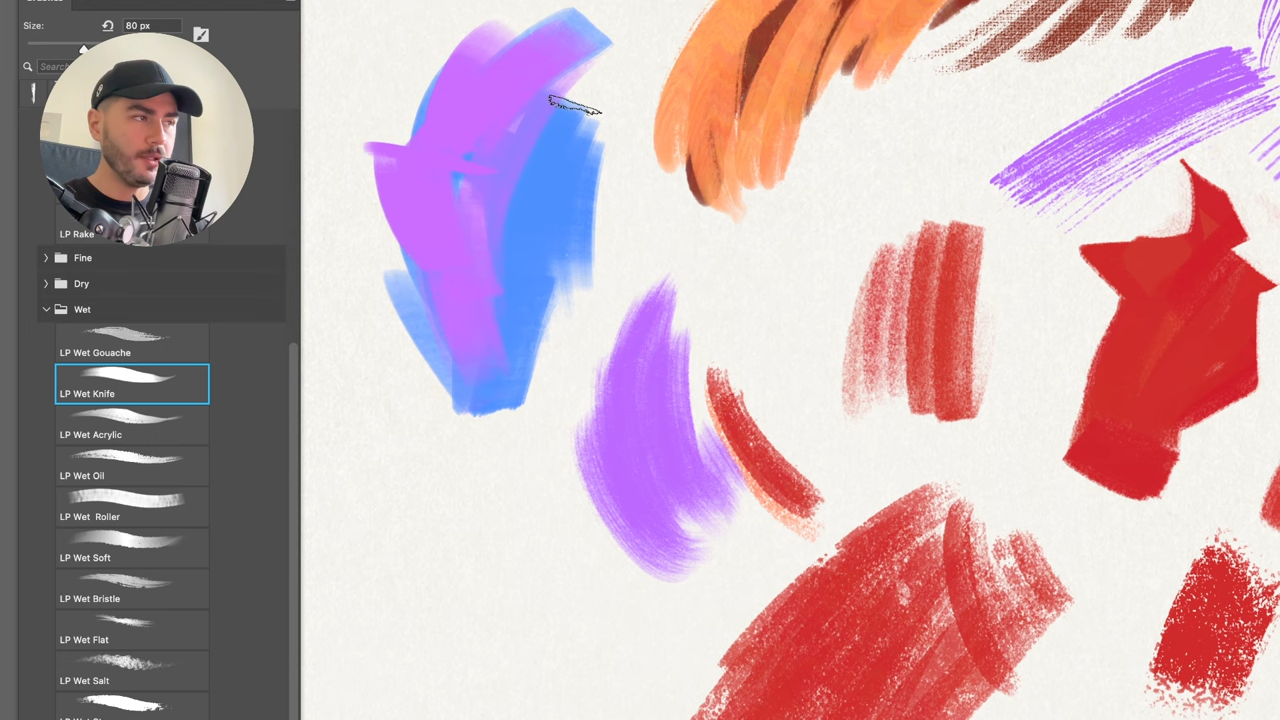 Size:
80 px
Search
LP Rake
Fine
Dry
Wet
LP Wet Gouache
LP Wet Knife
LP Wet Acrylic
LP Wet Oil
LP Wet Roller
LP Wet Soft
LP Wet Bristle
LP Wet Flat
LP Wet Salt